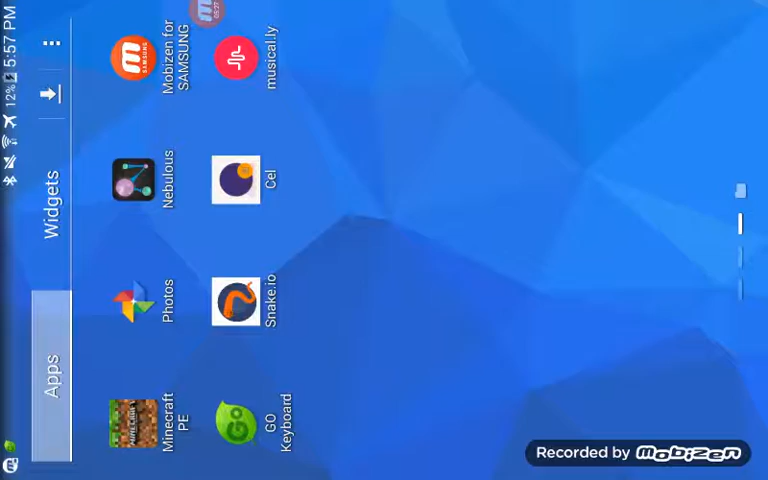 12% 5:57 PM
Apps
Widgets
Minecraft
PE
Photos
Nebulous
Mobizen for
SAMSUNG
GO
Keyboard
Snake.io
Cel
musical.ly
Recorded by Mobizen